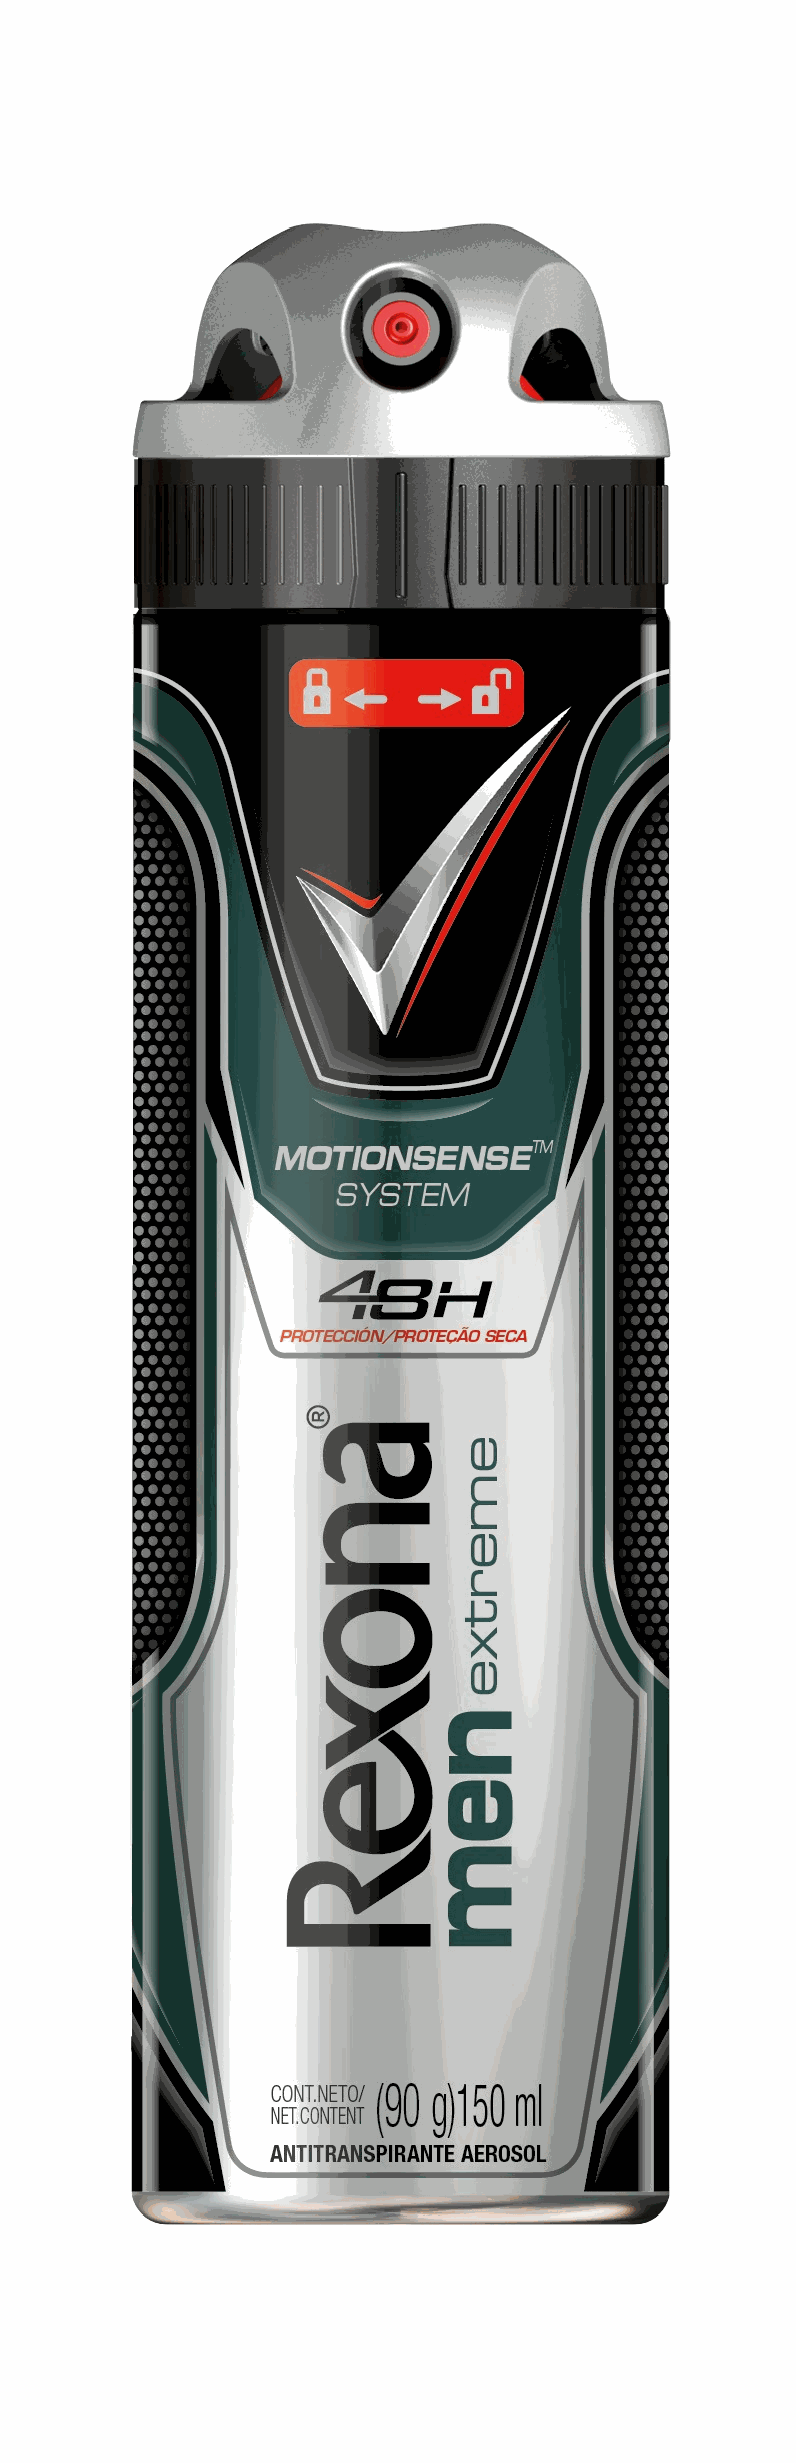 MOTIONSENSE™
SYSTEM
48H
PROTECCIÓN/PROTEÇÃO SECA
Rexona®
men extreme
CONT.NETO/
NET.CONTENT (90 g)150 ml
ANTITRANSPIRANTE AEROSOL